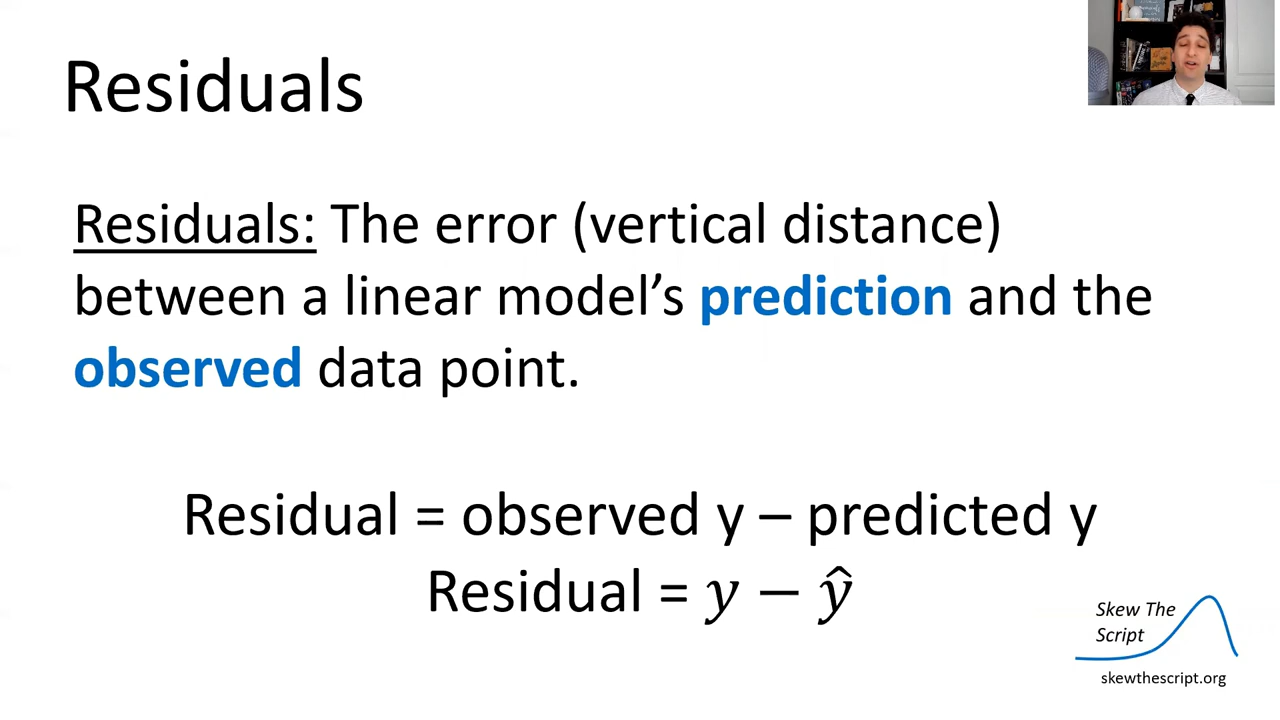 Residuals
Residuals: The error (vertical distance)
between a linear model’s prediction and the
observed data point.
Residual = observed y – predicted y
Residual = y − ŷ
Skew The
Script
skewthescript.org